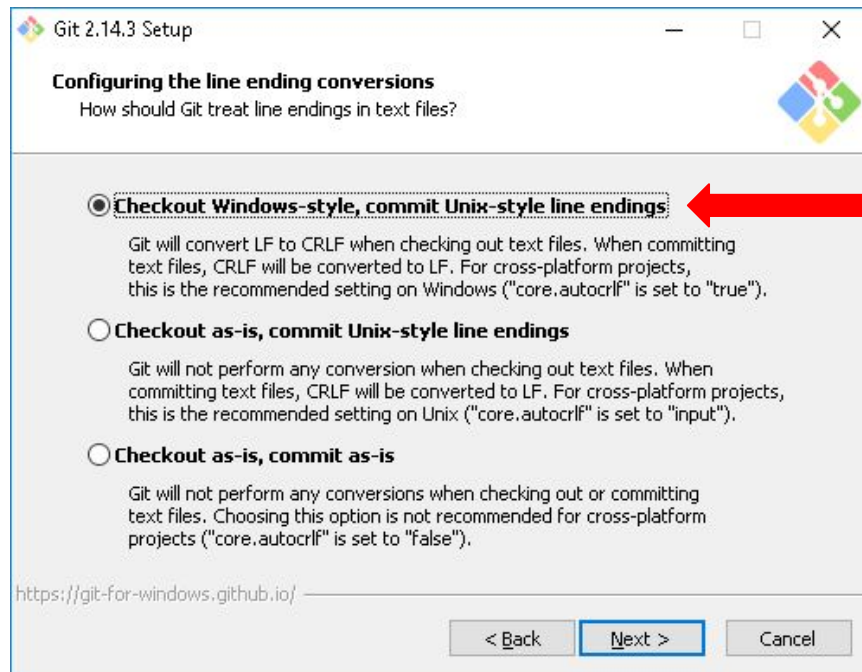 Git 2.14.3 Setup
Configuring the line ending conversions
How should Git treat line endings in text files?
Checkout Windows-style, commit Unix-style line endings
Git will convert LF to CRLF when checking out text files. When committing
text files, CRLF will be converted to LF. For cross-platform projects,
this is the recommended setting on Windows ("core.autocrlf" is set to "true").
Checkout as-is, commit Unix-style line endings
Git will not perform any conversion when checking out text files. When
committing text files, CRLF will be converted to LF. For cross-platform projects,
this is the recommended setting on Unix ("core.autocrlf" is set to "input").
Checkout as-is, commit as-is
Git will not perform any conversions when checking out or committing
text files. Choosing this option is not recommended for cross-platform
projects ("core.autocrlf" is set to "false").
https://git-for-windows.github.io/
< Back Next > Cancel